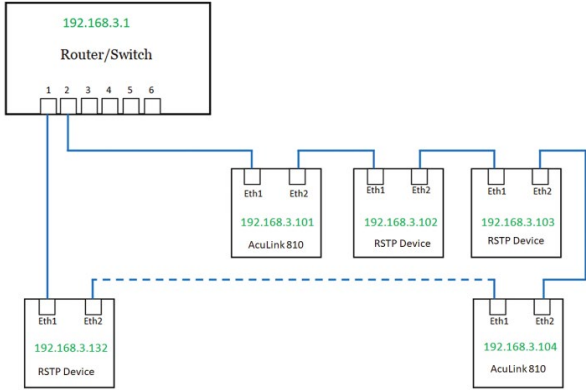 192.168.3.1
Router/Switch
1 2 3 4 5 6
Eth1 Eth2
192.168.3.101
AcuLink 810
Eth1 Eth2
192.168.3.102
RSTP Device
Eth1 Eth2
192.168.3.103
RSTP Device
Eth1 Eth2
192.168.3.132
RSTP Device
Eth1 Eth2
192.168.3.104
AcuLink 810